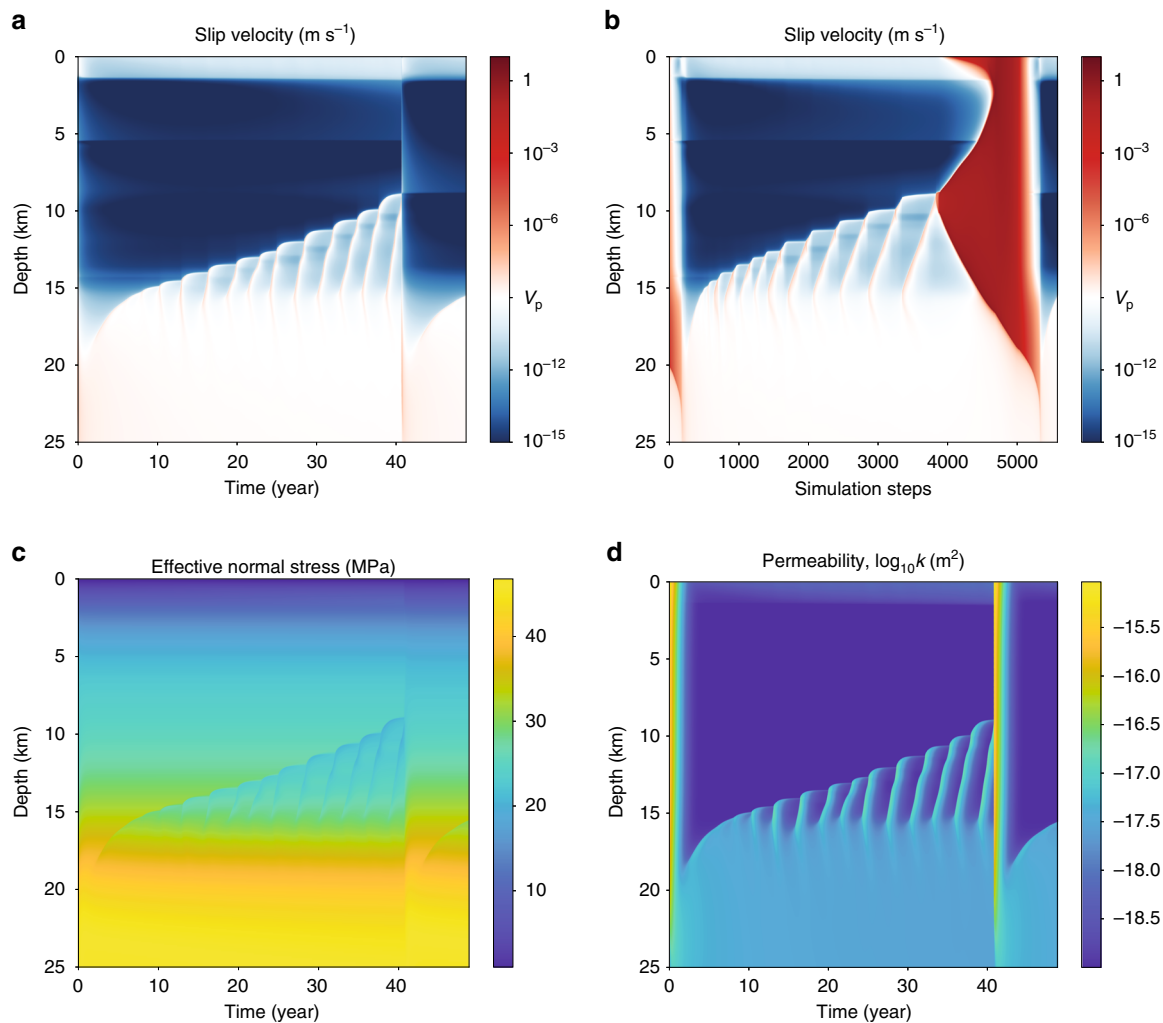 a
Slip velocity (m s⁻¹)
0
5
10
15
20
25
Depth (km)
0 10 20 30 40
Time (year)
1
10⁻³
10⁻⁶
Vₚ
10⁻¹²
10⁻¹⁵
b
Slip velocity (m s⁻¹)
0
5
10
15
20
25
Depth (km)
0 1000 2000 3000 4000 5000
Simulation steps
1
10⁻³
10⁻⁶
Vₚ
10⁻¹²
10⁻¹⁵
c
Effective normal stress (MPa)
0
5
10
15
20
25
Depth (km)
0 10 20 30 40
Time (year)
40
30
20
10
d
Permeability, log₁₀k (m²)
0
5
10
15
20
25
Depth (km)
0 10 20 30 40
Time (year)
−15.5
−16.0
−16.5
−17.0
−17.5
−18.0
−18.5